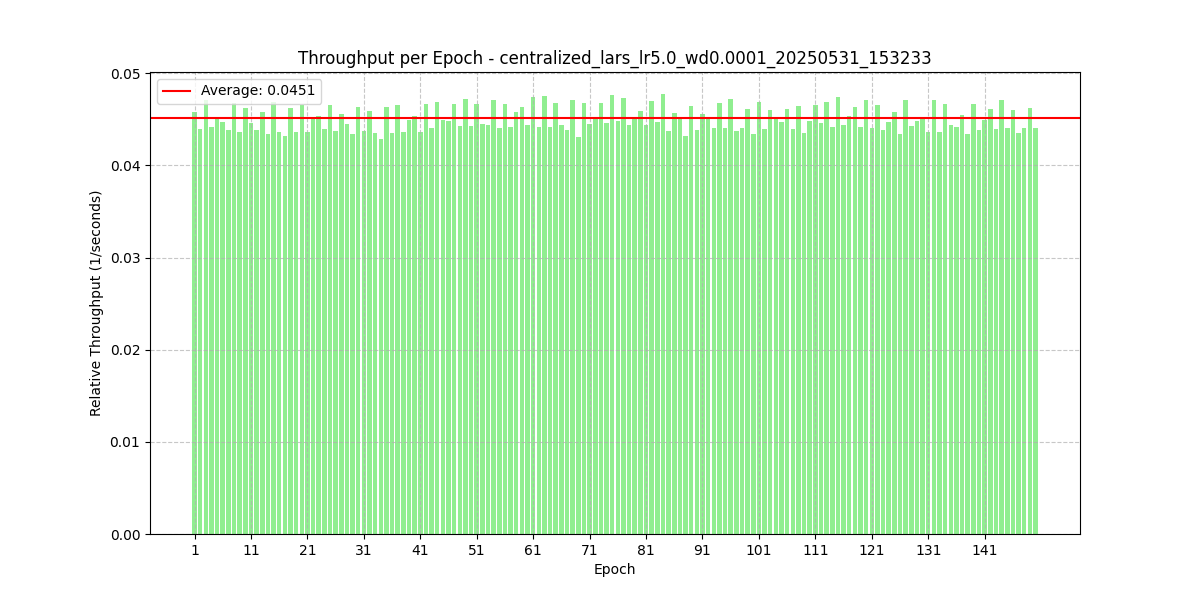 Throughput per Epoch - centralized_lars_lr5.0_wd0.0001_20250531_153233
Average: 0.0451
Relative Throughput (1/seconds)
0.05
0.04
0.03
0.02
0.01
0.00
1 11 21 31 41 51 61 71 81 91 101 111 121 131 141
Epoch